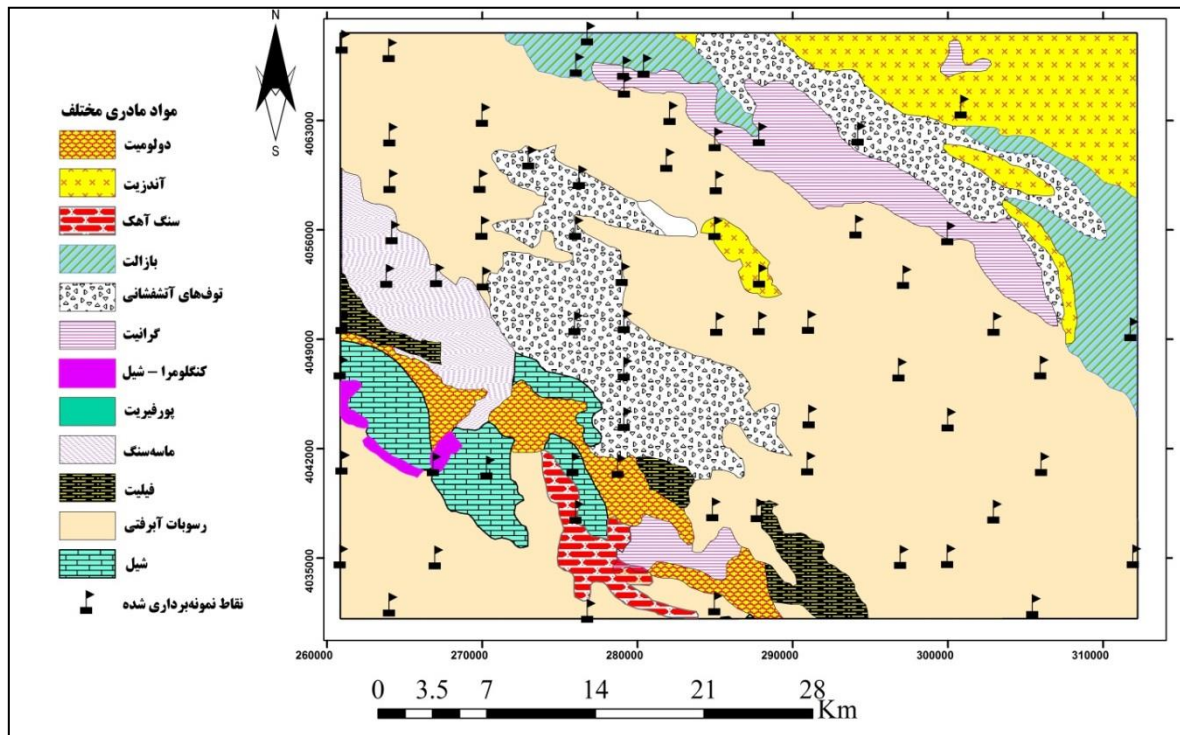 N
S
مواد مادری مختلف
دولومیت
آندزیت
سنگ آهک
بازالت
توف‌های آتشفشانی
گرانیت
کنگلومرا – شیل
پورفیریت
ماسه‌سنگ
فیلیت
رسوبات آبرفتی
شیل
نقاط نمونه‌برداری شده
4063000
4056000
4049000
4042000
4035000
260000 270000 280000 290000 300000 310000
0 3.5 7 14 21 28
Km